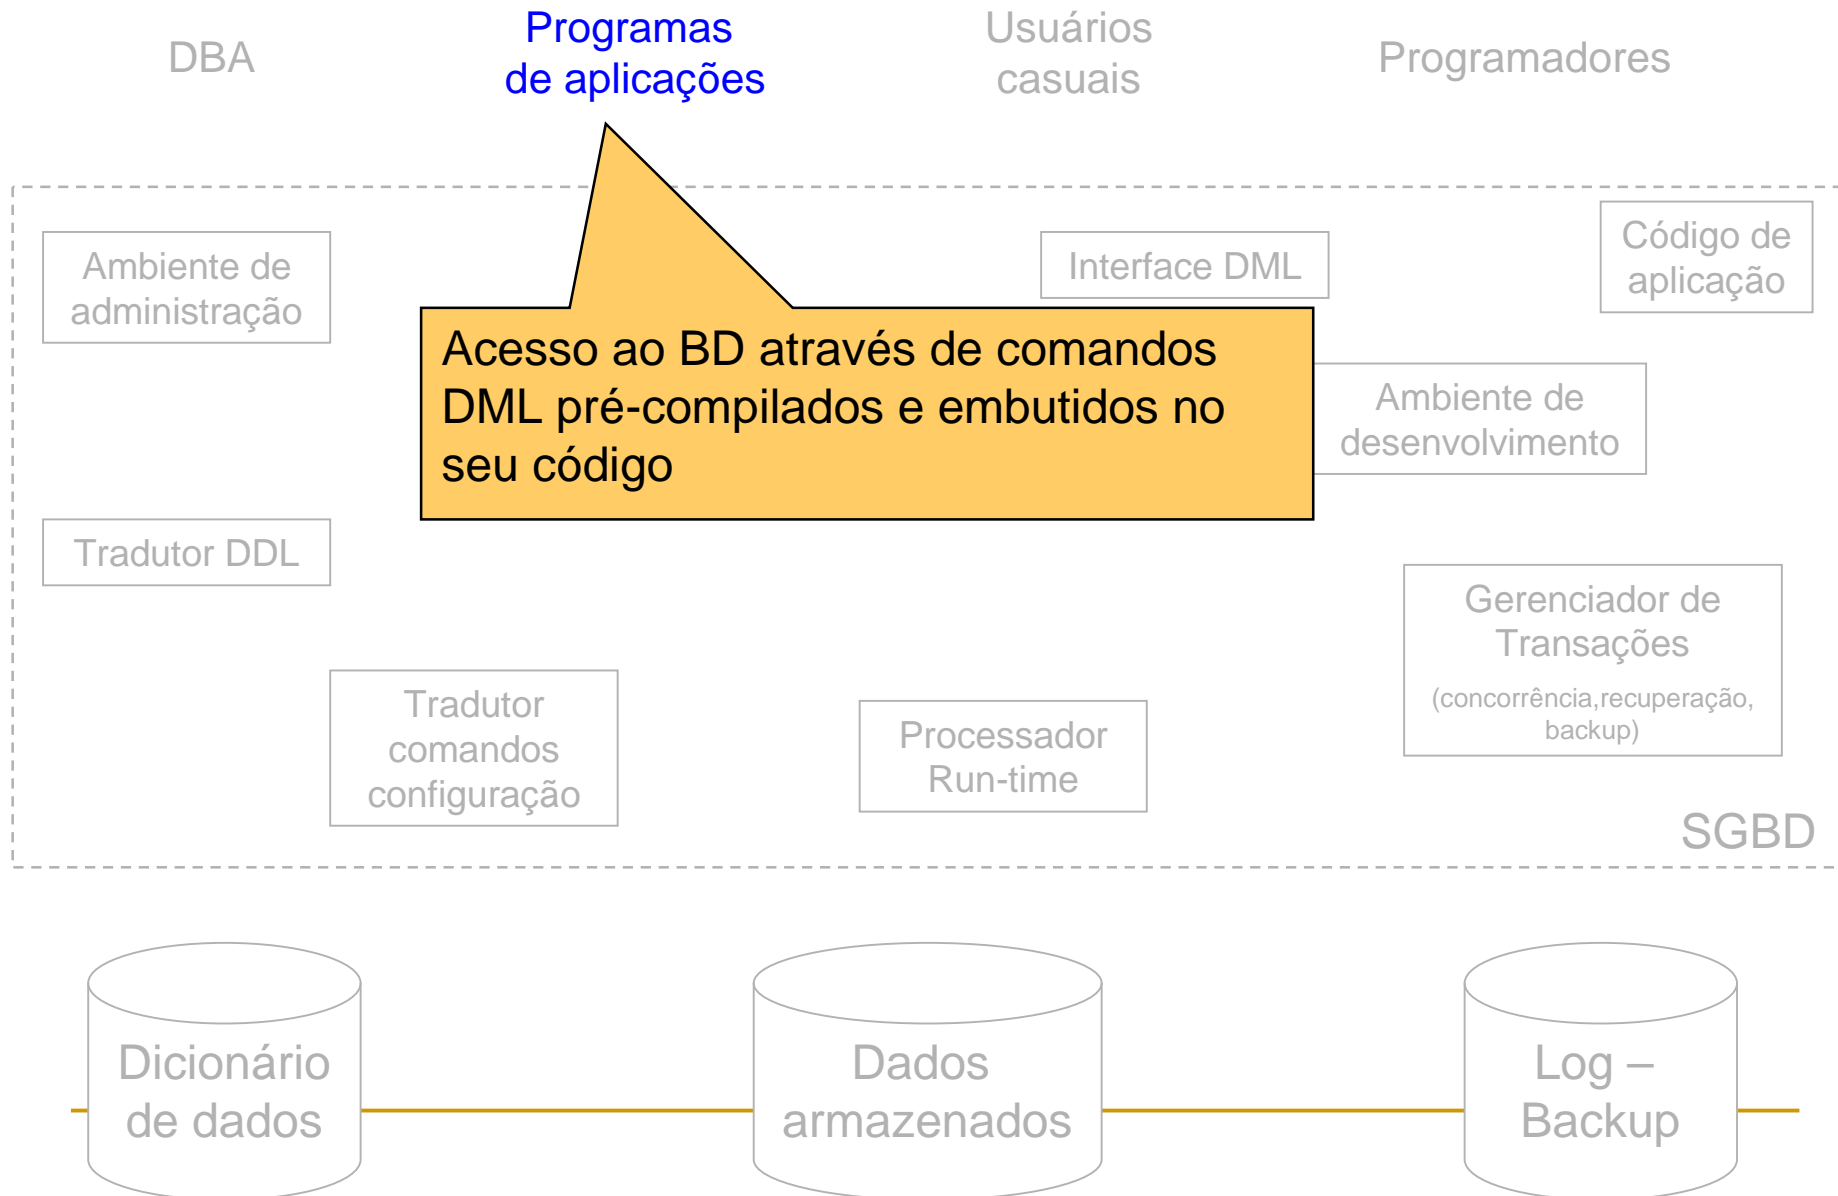 DBA
Programas
de aplicações
Usuários
casuais
Programadores
Ambiente de
administração
Interface DML
Código de
aplicação
Acesso ao BD através de comandos
DML pré-compilados e embutidos no
seu código
Ambiente de
desenvolvimento
Tradutor DDL
Gerenciador de
Transações
(concorrência,recuperação,
backup)
Tradutor
comandos
configuração
Processador
Run-time
SGBD
Dicionário
de dados
Dados
armazenados
Log –
Backup